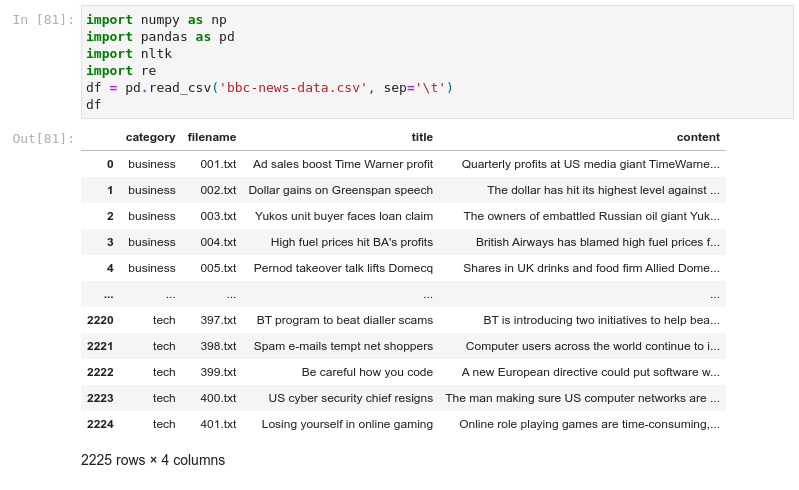 In [81]: import numpy as np
import pandas as pd
import nltk
import re
df = pd.read_csv('bbc-news-data.csv', sep='\t')
df
Out[81]: category filename title content
0 business 001.txt Ad sales boost Time Warner profit Quarterly profits at US media giant TimeWarne...
1 business 002.txt Dollar gains on Greenspan speech The dollar has hit its highest level against ...
2 business 003.txt Yukos unit buyer faces loan claim The owners of embattled Russian oil giant Yuk...
3 business 004.txt High fuel prices hit BA's profits British Airways has blamed high fuel prices f...
4 business 005.txt Pernod takeover talk lifts Domecq Shares in UK drinks and food firm Allied Dome...
... ... ... ... ...
2220 tech 397.txt BT program to beat dialler scams BT is introducing two initiatives to help bea...
2221 tech 398.txt Spam e-mails tempt net shoppers Computer users across the world continue to i...
2222 tech 399.txt Be careful how you code A new European directive could put software w...
2223 tech 400.txt US cyber security chief resigns The man making sure US computer networks are ...
2224 tech 401.txt Losing yourself in online gaming Online role playing games are time-consuming,...
2225 rows × 4 columns